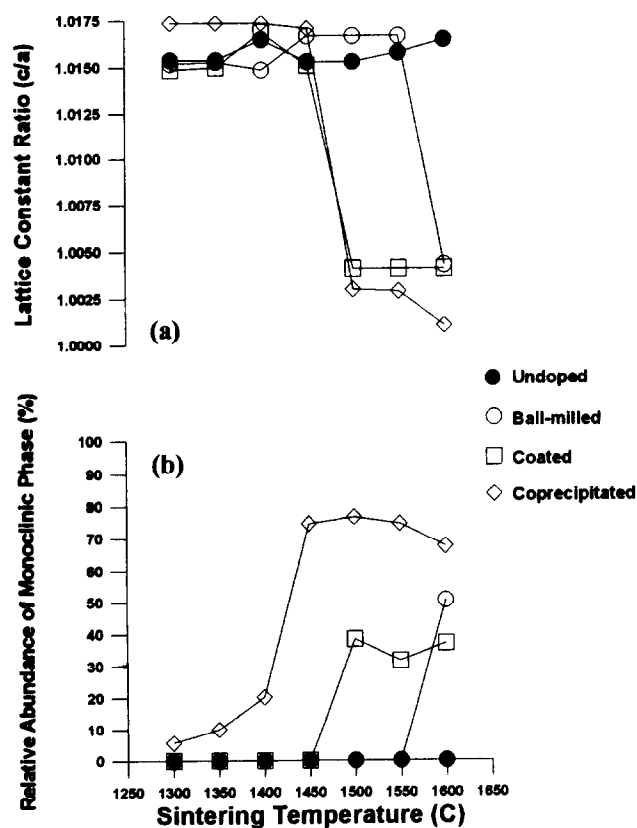 Lattice Constant Ratio (c/a)
1.0175
1.0150
1.0125
1.0100
1.0075
1.0050
1.0025
1.0000
(a)
Undoped
Ball-milled
Coated
Coprecipitated
Relative Abundance of Monoclinic Phase (%)
100
90
80
70
60
50
40
30
20
10
0
(b)
1250 1300 1350 1400 1450 1500 1550 1600 1650
Sintering Temperature (C)